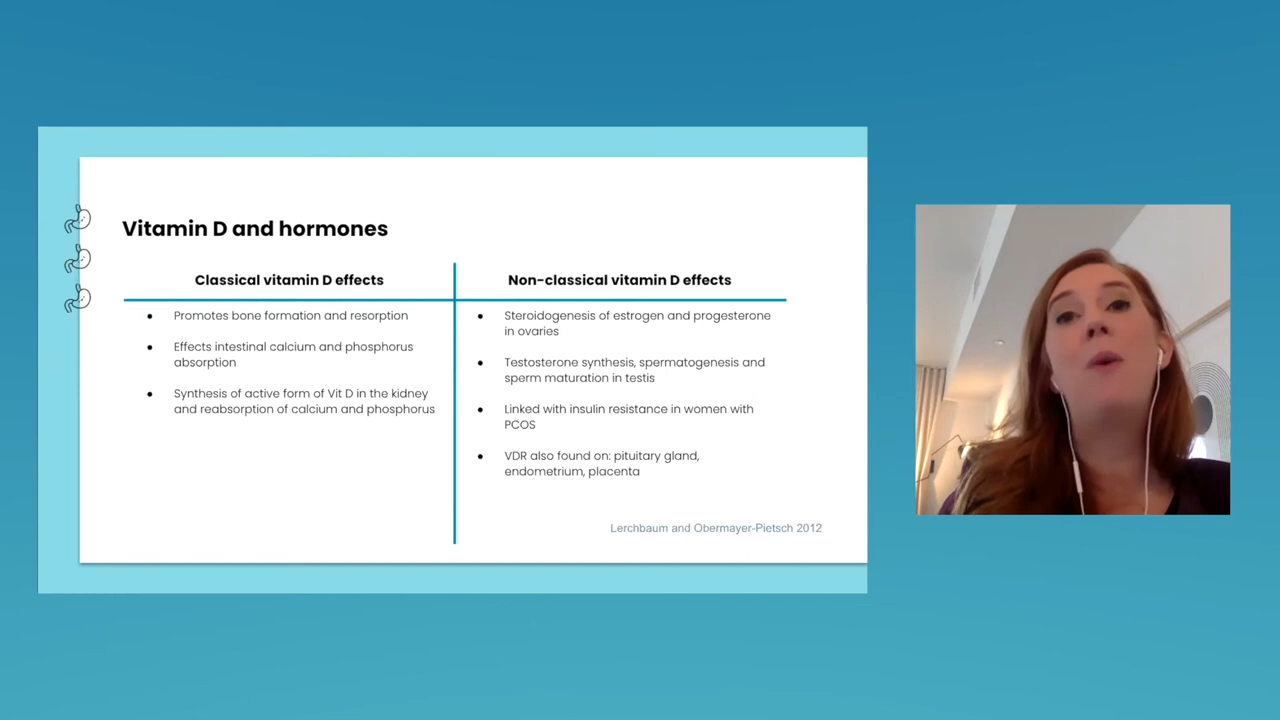 Vitamin D and hormones
Classical vitamin D effects
Promotes bone formation and resorption
Effects intestinal calcium and phosphorus
absorption
Synthesis of active form of Vit D in the kidney
and reabsorption of calcium and phosphorus
Non-classical vitamin D effects
Steroidogenesis of estrogen and progesterone
in ovaries
Testosterone synthesis, spermatogenesis and
sperm maturation in testis
Linked with insulin resistance in women with
PCOS
VDR also found on: pituitary gland,
endometrium, placenta
Lerchbaum and Obermayer-Pietsch 2012